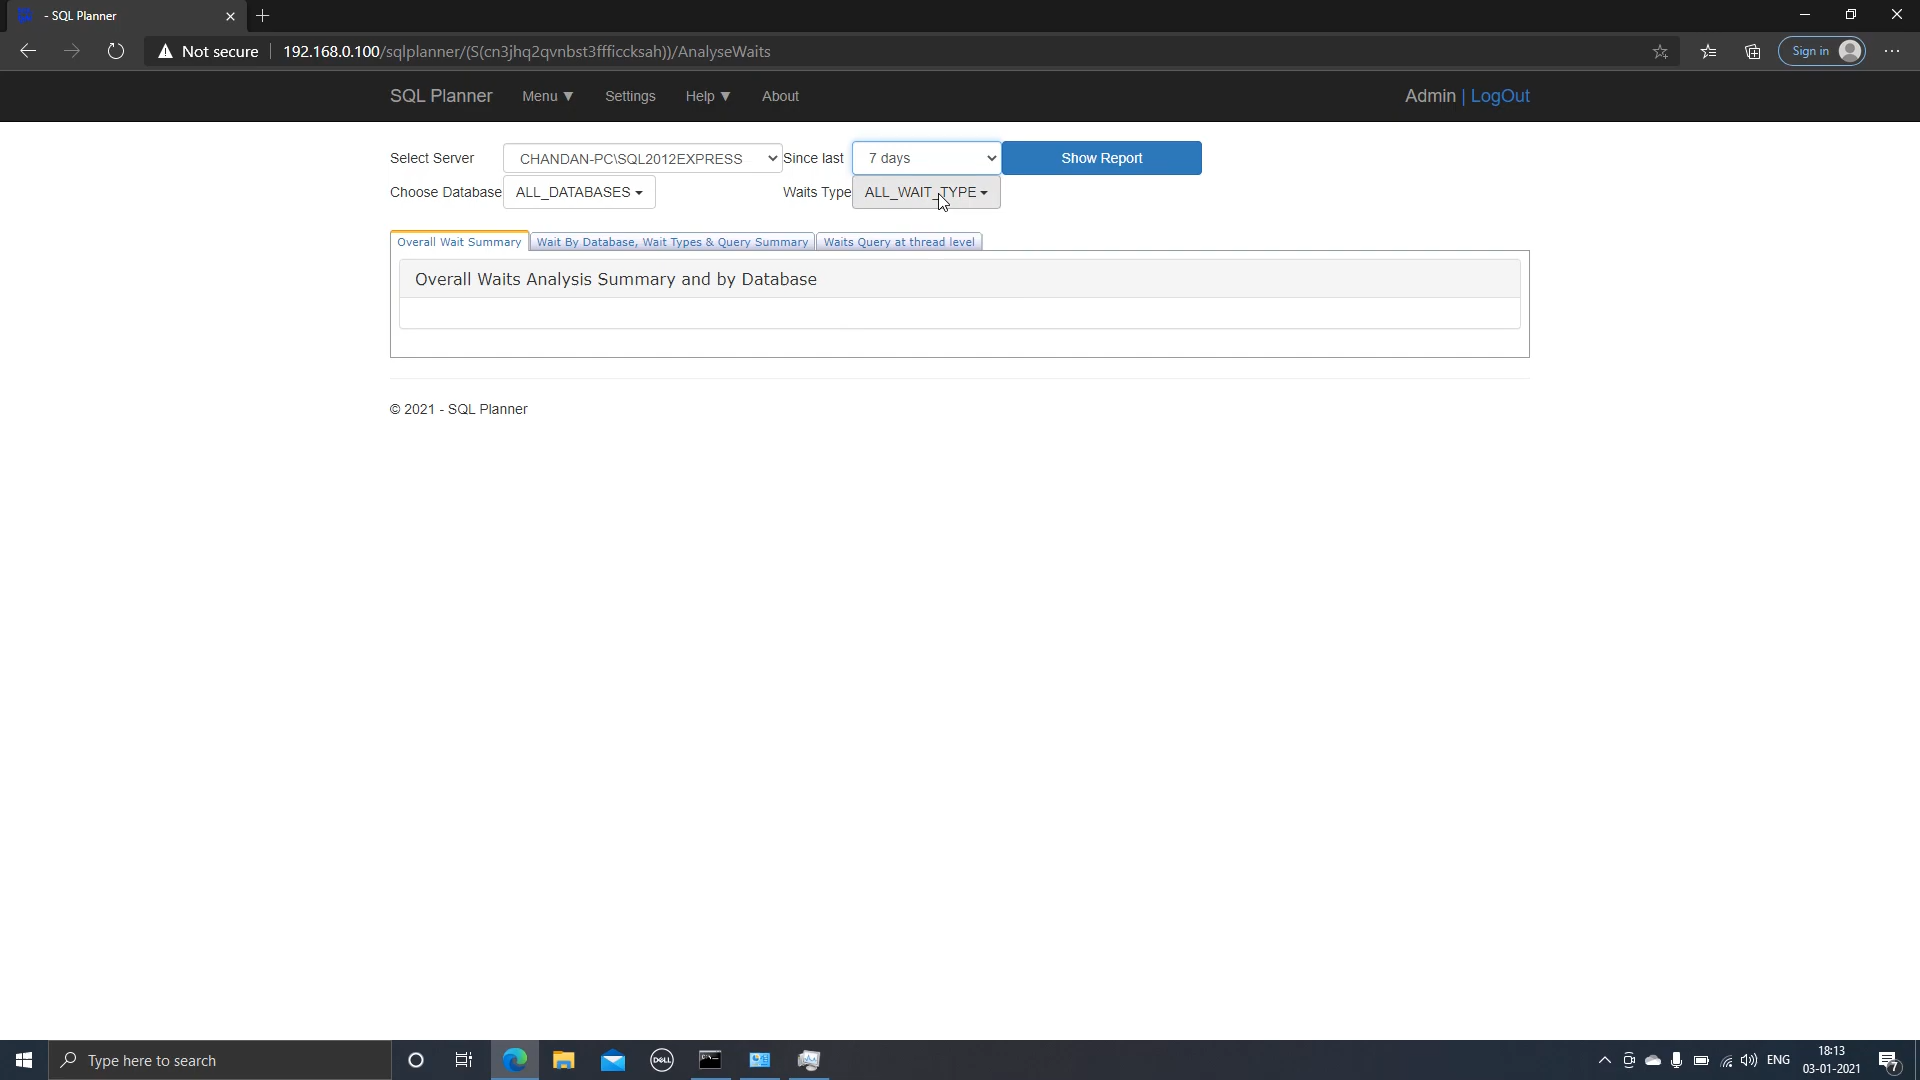 - SQL Planner
Not secure 192.168.0.100/sqlplanner/(S(cn3jhq2qvnbst3ffficcksah))/AnalyseWaits Sign in
SQL Planner Menu ▼ Settings Help ▼ About Admin | LogOut
Select Server CHANDAN-PC\SQL2012EXPRESS Since last 7 days Show Report
Choose Database ALL_DATABASES Waits Type ALL_WAIT_TYPE
Overall Wait Summary Wait By Database, Wait Types & Query Summary Waits Query at thread level
Overall Waits Analysis Summary and by Database
© 2021 - SQL Planner
Type here to search DELL ENG 18:13
03-01-2021 7